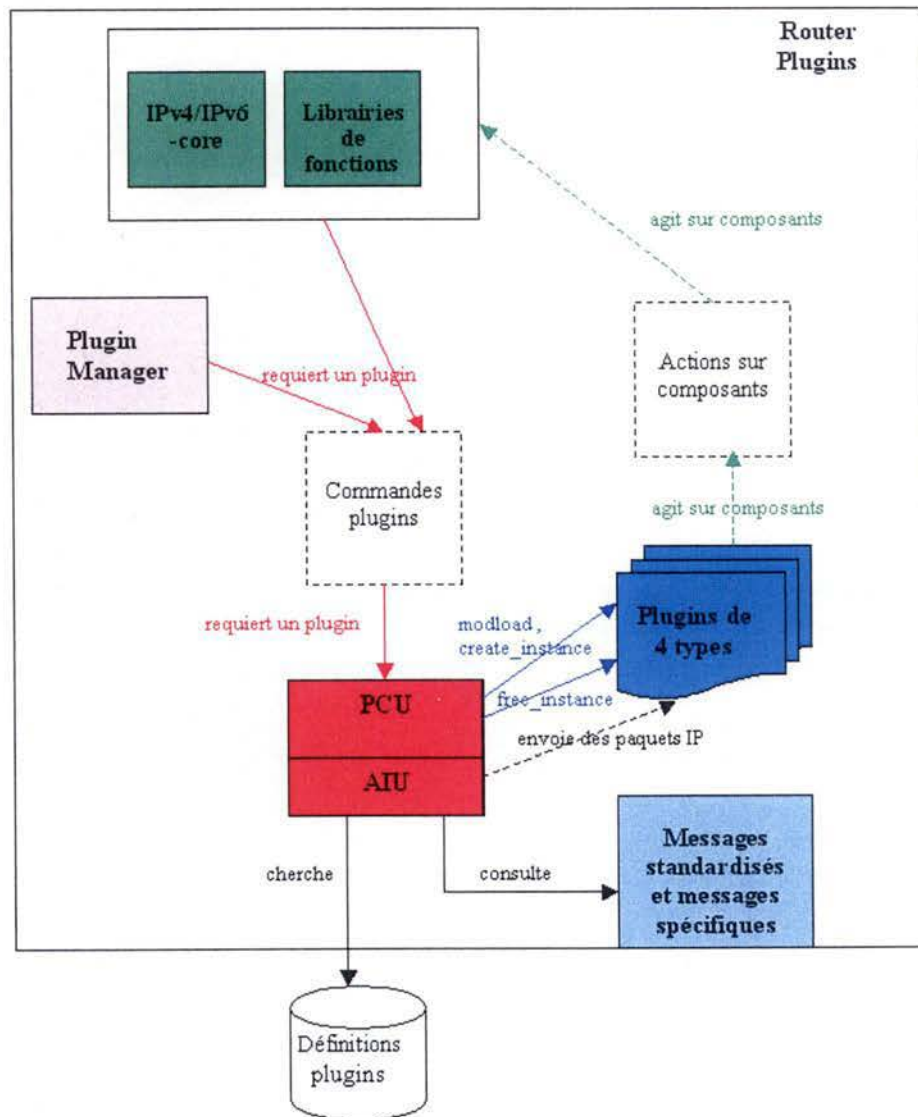 Router
Plugins
IPv4/IPv6
-core
Librairies
de
fonctions
agit sur composants
Plugin
Manager
requiert un plugin
Actions sur
composants
Commandes
plugins
agit sur composants
requiert un plugin
modload ,
create_instance
Plugins de
4 types
PCU
free_instance
envoie des paquets IP
AIU
Messages
standardisés
et messages
spécifiques
cherche
consulte
Définitions
plugins